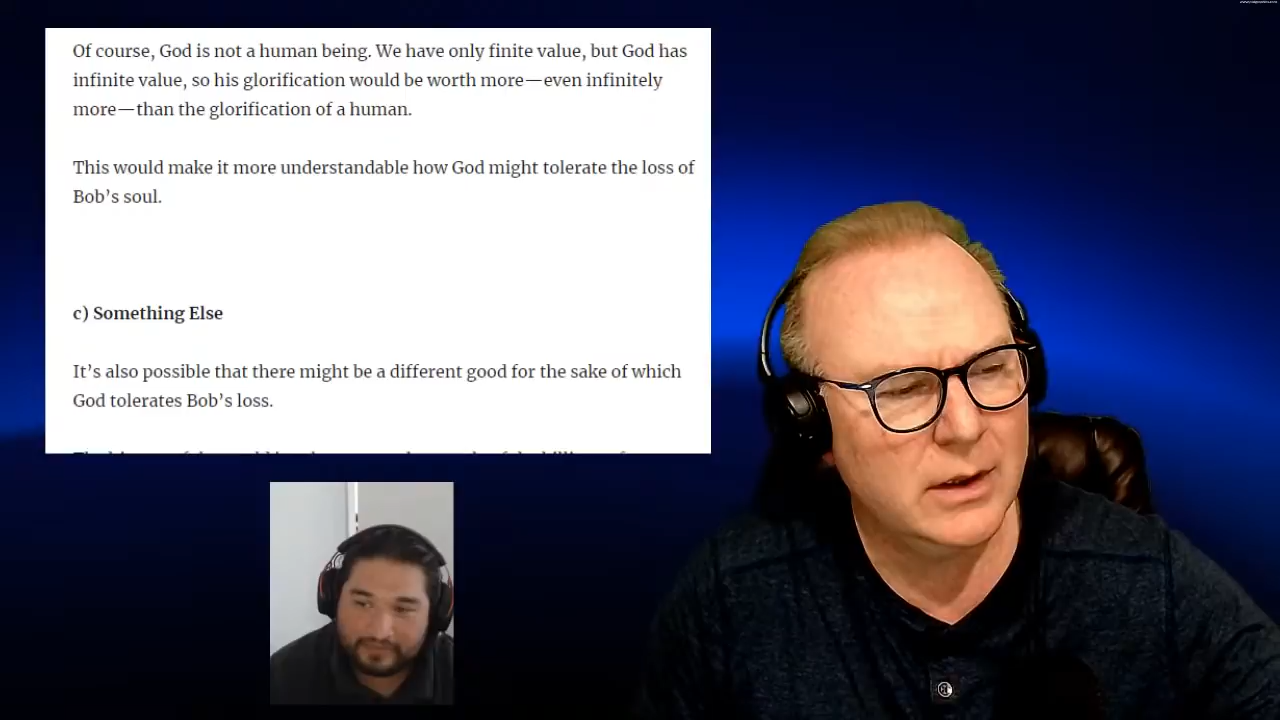 Of course, God is not a human being. We have only finite value, but God has
infinite value, so his glorification would be worth more—even infinitely
more—than the glorification of a human.
This would make it more understandable how God might tolerate the loss of
Bob’s soul.
c) Something Else
It’s also possible that there might be a different good for the sake of which
God tolerates Bob’s loss.